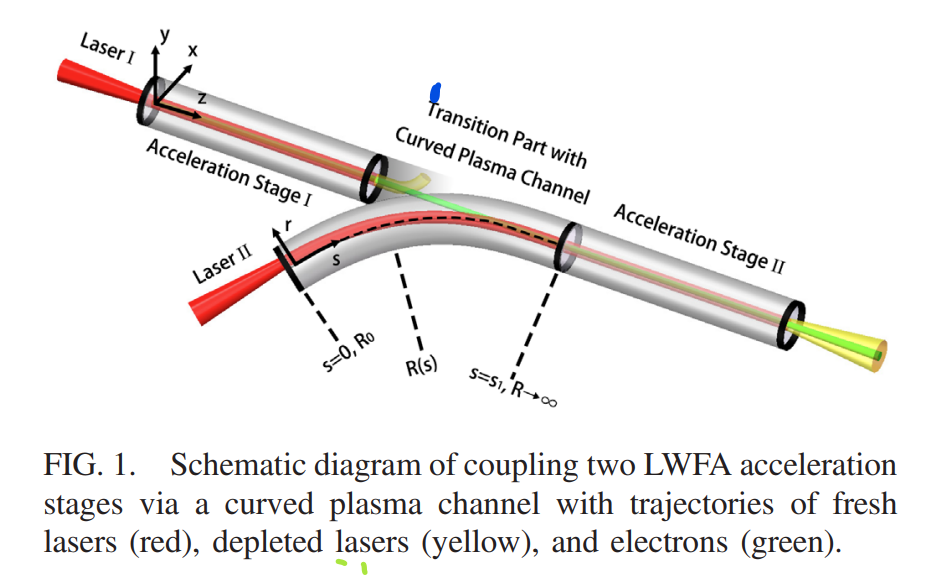 Laser I
y
x
z
Transition Part with
Curved Plasma Channel
Acceleration Stage I
Acceleration Stage II
r
s
Laser II
s=0, R₀
R(s)
s=s₁, R→∞
FIG. 1. Schematic diagram of coupling two LWFA acceleration
stages via a curved plasma channel with trajectories of fresh
lasers (red), depleted lasers (yellow), and electrons (green).